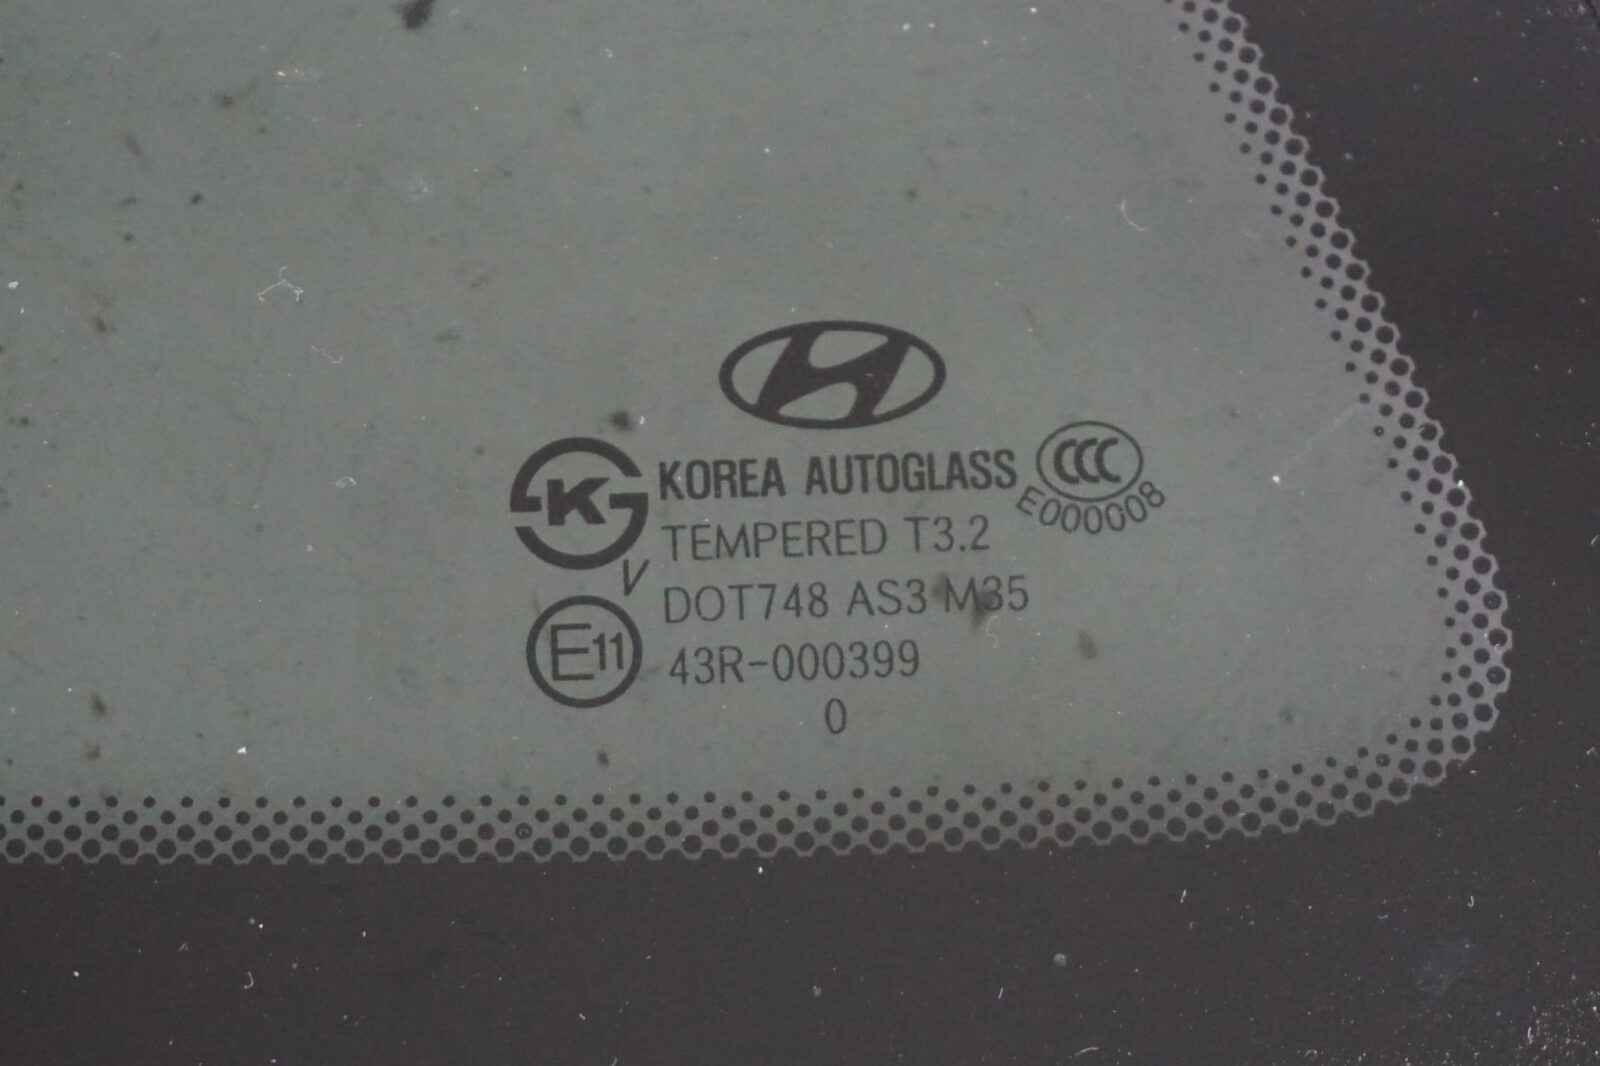 KOREA AUTOGLASS
CCC
E000008
K
TEMPERED T3.2
V
DOT748 AS3 M35
E11
43R-000399
0